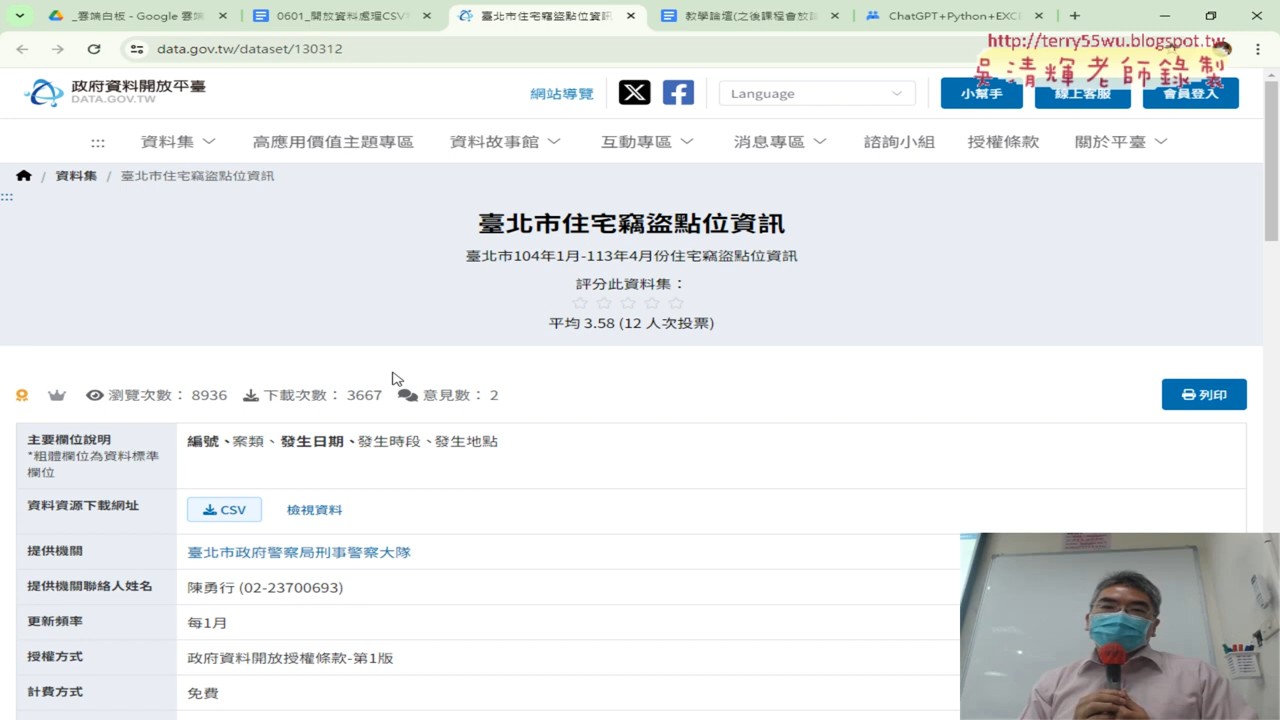 _雲端白板 - Google 雲端
0601_開放資料處理CSV
臺北市住宅竊盜點位資訊
教學論壇(之後課程會放
ChatGPT+Python+EXC
data.gov.tw/dataset/130312
http://terry55wu.blogspot.tw
吳清輝老師錄製
政府資料開放平臺
DATA.GOV.TW
網站導覽
Language
小幫手
線上客服
會員登入
資料集
高應用價值主題專區
資料故事館
互動專區
消息專區
諮詢小組
授權條款
關於平臺
/ 資料集 / 臺北市住宅竊盜點位資訊
臺北市住宅竊盜點位資訊
臺北市104年1月-113年4月份住宅竊盜點位資訊
評分此資料集：
平均 3.58 (12 人次投票)
瀏覽次數： 8936
下載次數： 3667
意見數： 2
列印
主要欄位說明
*粗體欄位為資料標準
欄位
編號、案類、發生日期、發生時段、發生地點
資料資源下載網址
CSV
檢視資料
提供機關
臺北市政府警察局刑事警察大隊
提供機關聯絡人姓名
陳勇行 (02-23700693)
更新頻率
每1月
授權方式
政府資料開放授權條款-第1版
計費方式
免費